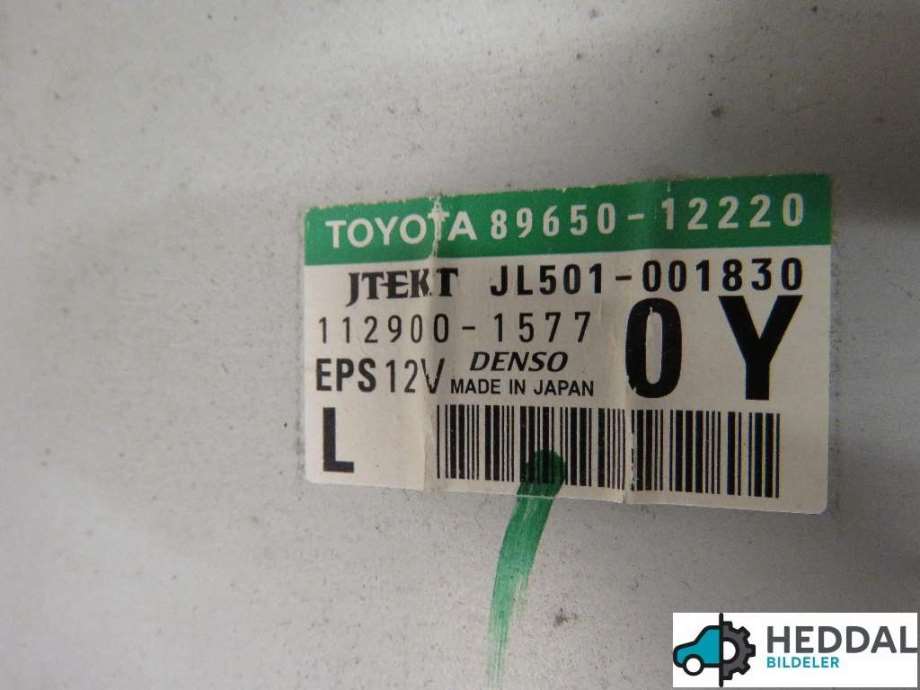 TOYOTA 89650-12220
JTEKT JL501-001830
112900-1577
0Y
EPS 12V DENSO
MADE IN JAPAN
L
HEDDAL
BILDELER